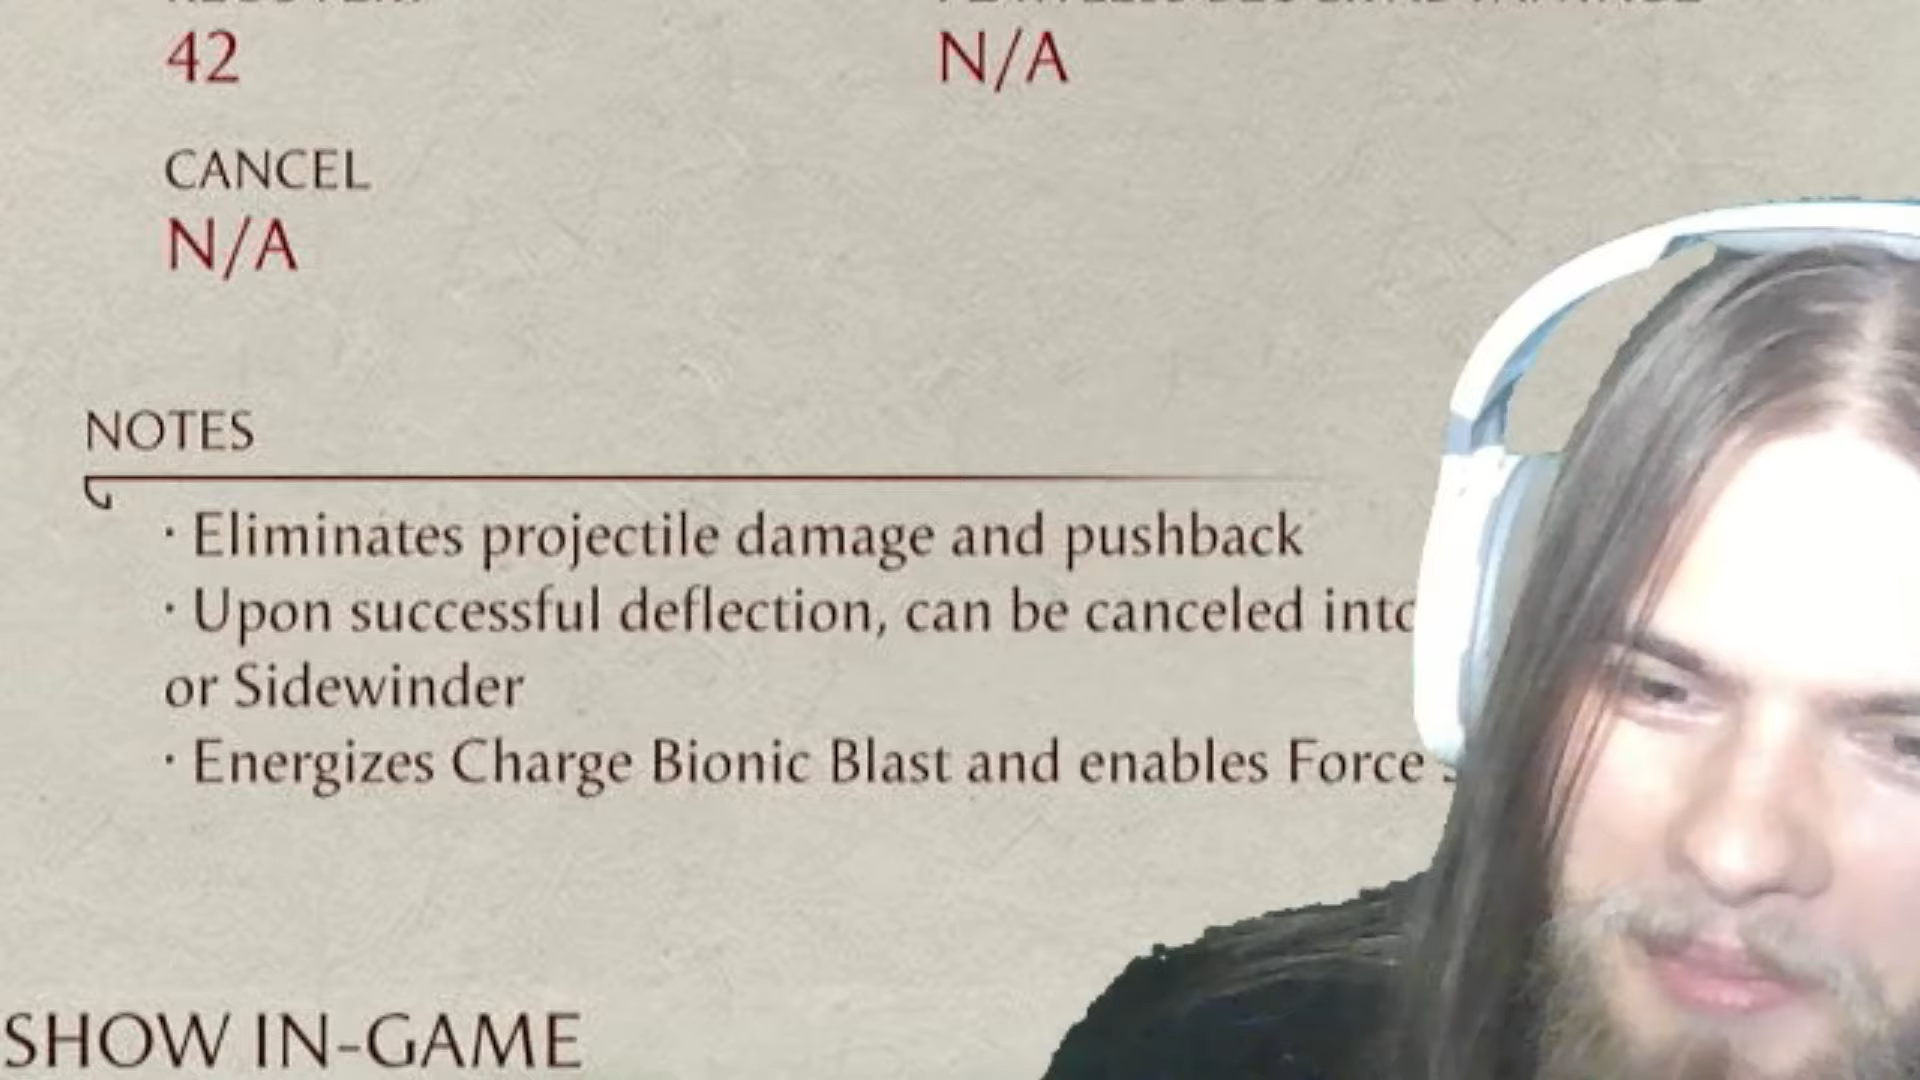 42
N/A
CANCEL
N/A
NOTES
· Eliminates projectile damage and pushback
· Upon successful deflection, can be canceled into
or Sidewinder
· Energizes Charge Bionic Blast and enables Force
SHOW IN-GAME